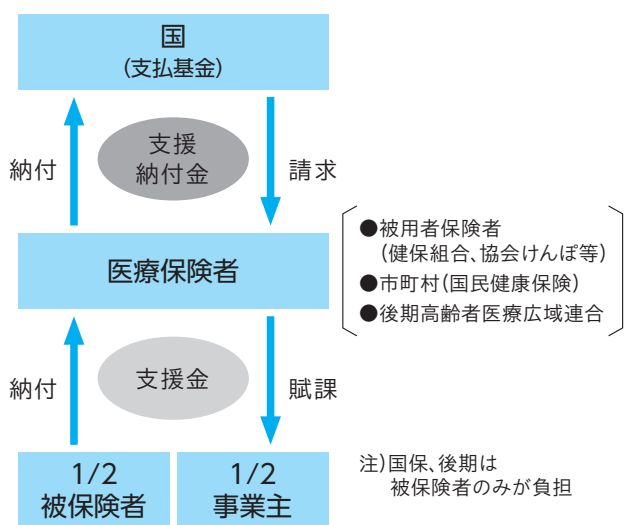 国
(支払基金)
支援
納付金
納付
請求
医療保険者
●被用者保険者
(健保組合、協会けんぽ等)
●市町村(国民健康保険)
●後期高齢者医療広域連合
納付
支援金
賦課
1/2
被保険者
1/2
事業主
注)国保、後期は
被保険者のみが負担